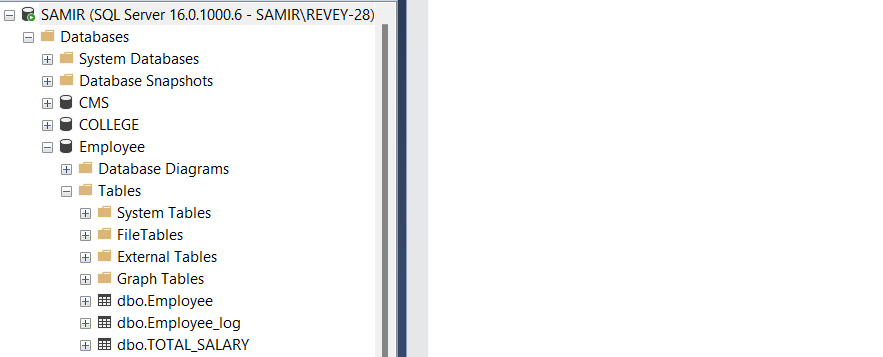 SAMIR (SQL Server 16.0.1000.6 - SAMIR\REVEY-28)
Databases
System Databases
Database Snapshots
CMS
COLLEGE
Employee
Database Diagrams
Tables
System Tables
FileTables
External Tables
Graph Tables
dbo.Employee
dbo.Employee_log
dbo.TOTAL_SALARY